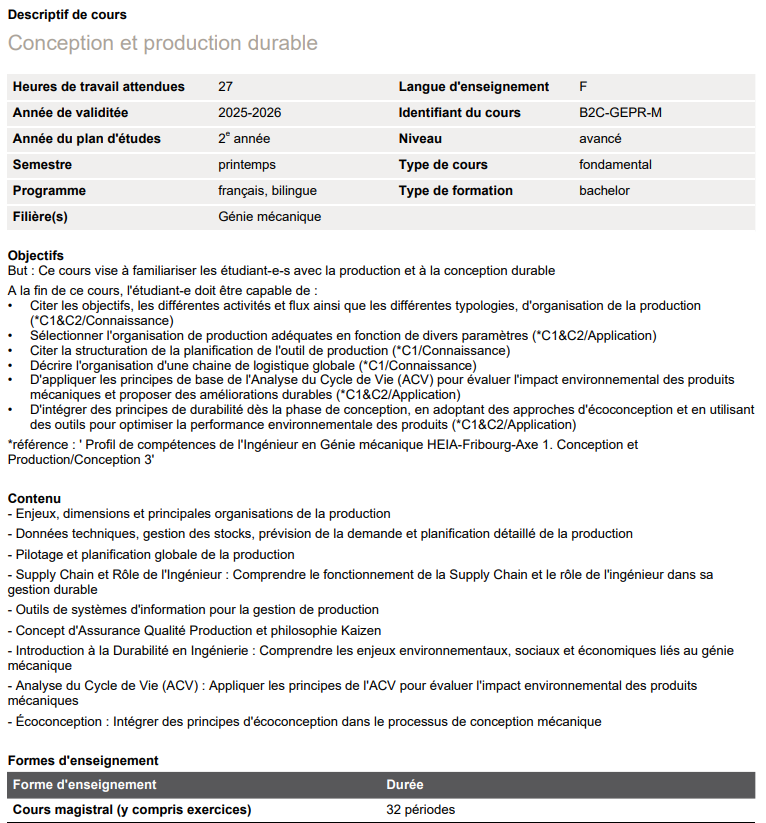 Descriptif de cours
Conception et production durable
Heures de travail attendues 27 Langue d'enseignement F
Année de validitée 2025-2026 Identifiant du cours B2C-GEPR-M
Année du plan d'études 2e année Niveau avancé
Semestre printemps Type de cours fondamental
Programme français, bilingue Type de formation bachelor
Filière(s) Génie mécanique
Objectifs
But : Ce cours vise à familiariser les étudiant-e-s avec la production et à la conception durable
A la fin de ce cours, l'étudiant-e doit être capable de :
• Citer les objectifs, les différentes activités et flux ainsi que les différentes typologies, d'organisation de la production
(*C1&C2/Connaissance)
• Sélectionner l'organisation de production adéquates en fonction de divers paramètres (*C1&C2/Application)
• Citer la structuration de la planification de l'outil de production (*C1/Connaissance)
• Décrire l'organisation d'une chaine de logistique globale (*C1/Connaissance)
• D'appliquer les principes de base de l'Analyse du Cycle de Vie (ACV) pour évaluer l'impact environnemental des produits
mécaniques et proposer des améliorations durables (*C1&C2/Application)
• D'intégrer des principes de durabilité dès la phase de conception, en adoptant des approches d'écoconception et en utilisant
des outils pour optimiser la performance environnementale des produits (*C1&C2/Application)
*référence : ' Profil de compétences de l'Ingénieur en Génie mécanique HEIA-Fribourg-Axe 1. Conception et
Production/Conception 3'
Contenu
- Enjeux, dimensions et principales organisations de la production
- Données techniques, gestion des stocks, prévision de la demande et planification détaillé de la production
- Pilotage et planification globale de la production
- Supply Chain et Rôle de l'Ingénieur : Comprendre le fonctionnement de la Supply Chain et le rôle de l'ingénieur dans sa
gestion durable
- Outils de systèmes d'information pour la gestion de production
- Concept d'Assurance Qualité Production et philosophie Kaizen
- Introduction à la Durabilité en Ingénierie : Comprendre les enjeux environnementaux, sociaux et économiques liés au génie
mécanique
- Analyse du Cycle de Vie (ACV) : Appliquer les principes de l'ACV pour évaluer l'impact environnemental des produits
mécaniques
- Écoconception : Intégrer des principes d'écoconception dans le processus de conception mécanique
Formes d'enseignement
Forme d'enseignement Durée
Cours magistral (y compris exercices) 32 périodes